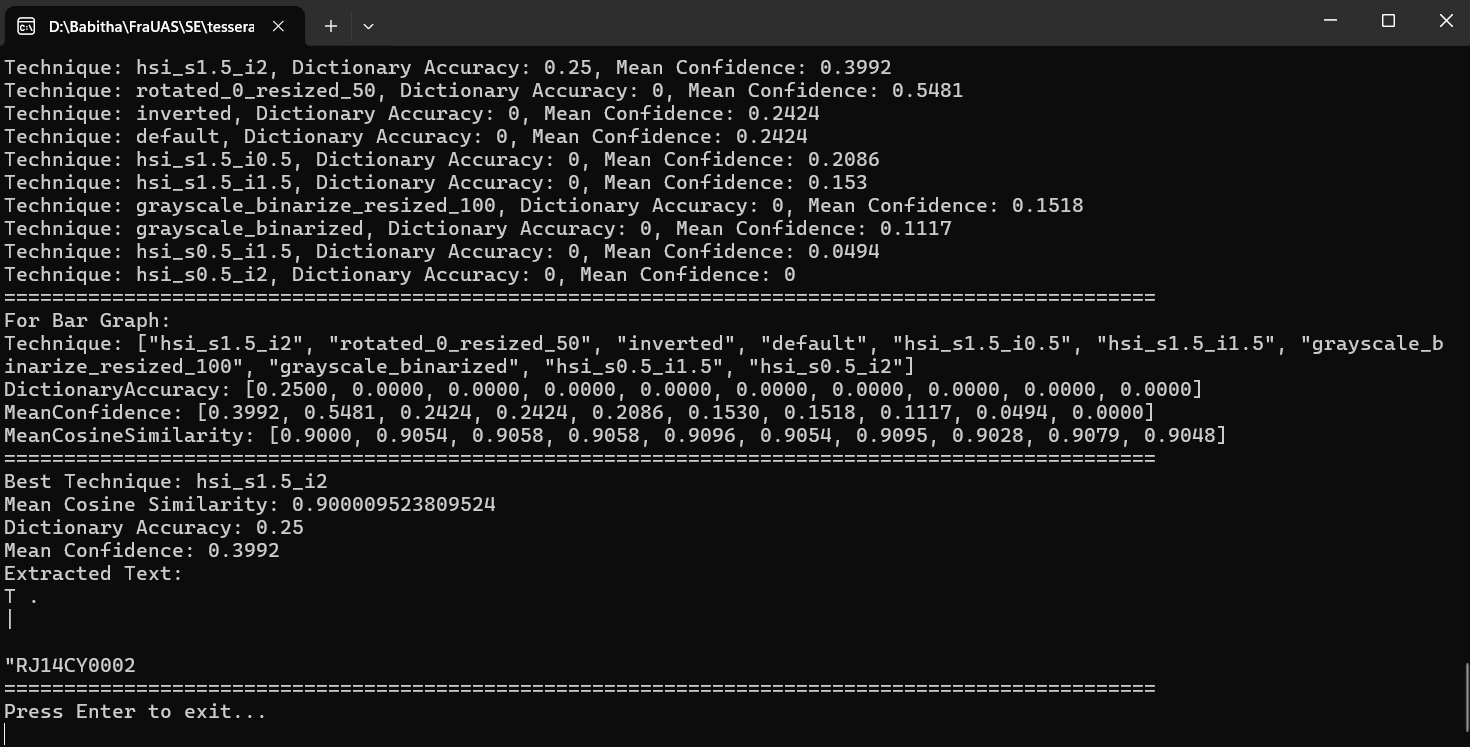 D:\Babitha\FraUAS\SE\tessera
Technique: hsi_s1.5_i2, Dictionary Accuracy: 0.25, Mean Confidence: 0.3992
Technique: rotated_0_resized_50, Dictionary Accuracy: 0, Mean Confidence: 0.5481
Technique: inverted, Dictionary Accuracy: 0, Mean Confidence: 0.2424
Technique: default, Dictionary Accuracy: 0, Mean Confidence: 0.2424
Technique: hsi_s1.5_i0.5, Dictionary Accuracy: 0, Mean Confidence: 0.2086
Technique: hsi_s1.5_i1.5, Dictionary Accuracy: 0, Mean Confidence: 0.153
Technique: grayscale_binarize_resized_100, Dictionary Accuracy: 0, Mean Confidence: 0.1518
Technique: grayscale_binarized, Dictionary Accuracy: 0, Mean Confidence: 0.1117
Technique: hsi_s0.5_i1.5, Dictionary Accuracy: 0, Mean Confidence: 0.0494
Technique: hsi_s0.5_i2, Dictionary Accuracy: 0, Mean Confidence: 0
================================================================================================
For Bar Graph:
Technique: ["hsi_s1.5_i2", "rotated_0_resized_50", "inverted", "default", "hsi_s1.5_i0.5", "hsi_s1.5_i1.5", "grayscale_b
inarize_resized_100", "grayscale_binarized", "hsi_s0.5_i1.5", "hsi_s0.5_i2"]
DictionaryAccuracy: [0.2500, 0.0000, 0.0000, 0.0000, 0.0000, 0.0000, 0.0000, 0.0000, 0.0000, 0.0000]
MeanConfidence: [0.3992, 0.5481, 0.2424, 0.2424, 0.2086, 0.1530, 0.1518, 0.1117, 0.0494, 0.0000]
MeanCosineSimilarity: [0.9000, 0.9054, 0.9058, 0.9058, 0.9096, 0.9054, 0.9095, 0.9028, 0.9079, 0.9048]
================================================================================================
Best Technique: hsi_s1.5_i2
Mean Cosine Similarity: 0.900009523809524
Dictionary Accuracy: 0.25
Mean Confidence: 0.3992
Extracted Text:
T .
|
"RJ14CY0002
================================================================================================
Press Enter to exit...